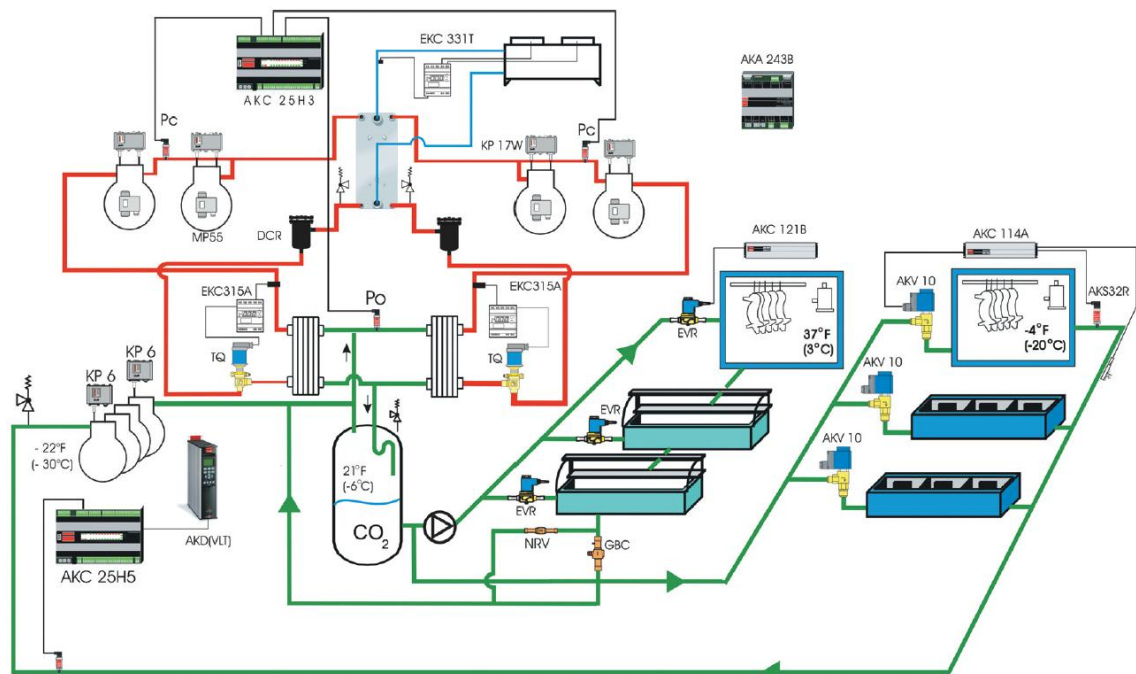 EKC 331T
AKA 243B
AKC 25H3
Pc
KP 17W
Pc
MP55
DCR
AKC 121B
AKC 114A
EKC315A
Po
EKC315A
EVR
AKV 10
AKS32R
37°F
(3°C)
-4°F
(-20°C)
TQ
TQ
KP 6
KP 6
AKV 10
EVR
- 22°F
(- 30°C)
21°F
(-6°C)
AKV 10
EVR
CO2
AKD(VLT)
NRV
GBC
AKC 25H5